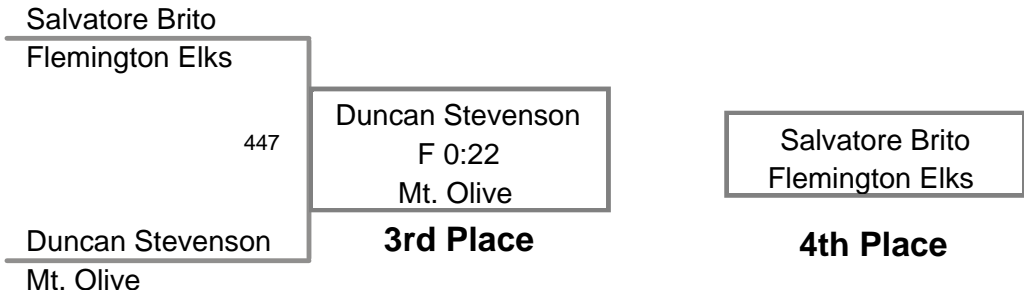 Salvatore Brito
Flemington Elks
447
Duncan Stevenson
Mt. Olive
Duncan Stevenson
F 0:22
Mt. Olive
3rd Place
Salvatore Brito
Flemington Elks
4th Place